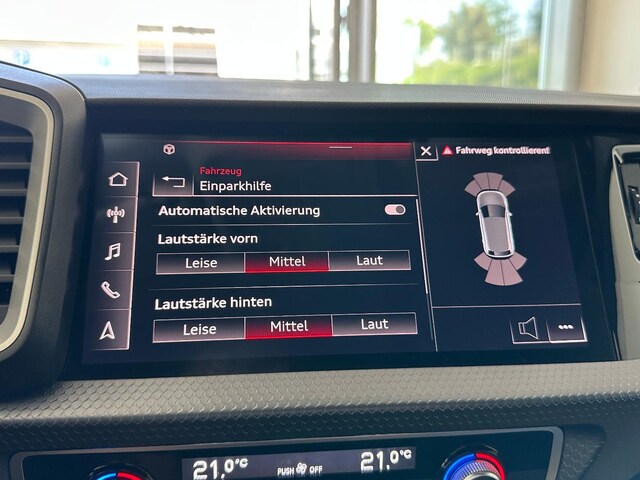 Fahrzeug
Einparkhilfe
Fahrweg kontrollieren!
Automatische Aktivierung
Lautstärke vorn
Leise Mittel Laut
Lautstärke hinten
Leise Mittel Laut
21,0°C PUSH OFF 21,0°C